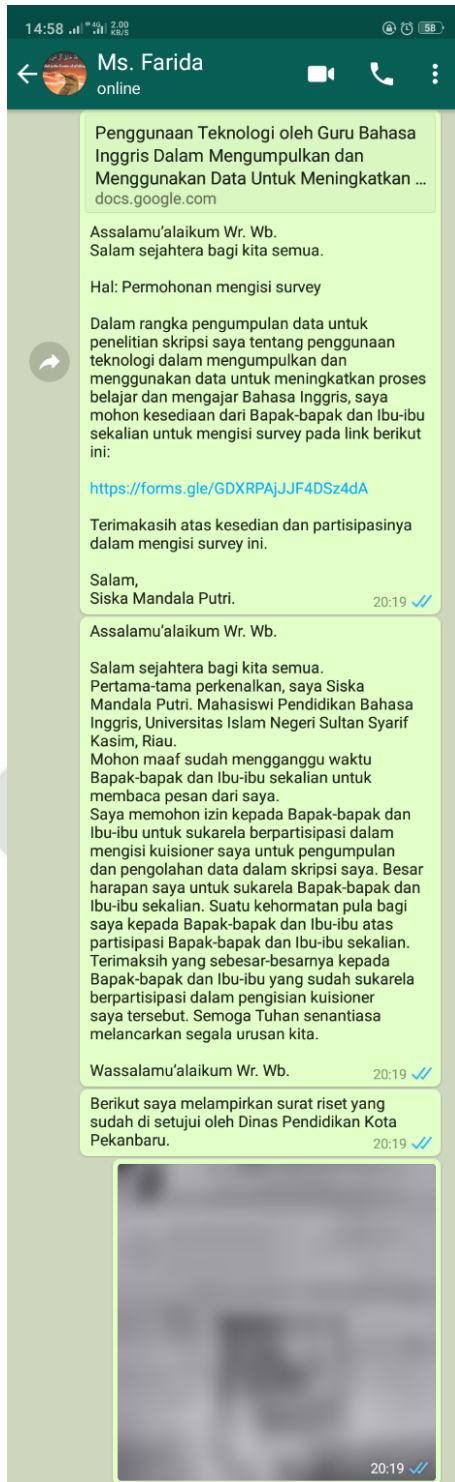 14:58 4G 2.00 KB/S 58
Ms. Farida
online
Penggunaan Teknologi oleh Guru Bahasa
Inggris Dalam Mengumpulkan dan
Menggunakan Data Untuk Meningkatkan ...
docs.google.com
Assalamu'alaikum Wr. Wb.
Salam sejahtera bagi kita semua.
Hal: Permohonan mengisi survey
Dalam rangka pengumpulan data untuk
penelitian skripsi saya tentang penggunaan
teknologi dalam mengumpulkan dan
menggunakan data untuk meningkatkan proses
belajar dan mengajar Bahasa Inggris, saya
mohon kesediaan dari Bapak-bapak dan Ibu-ibu
sekalian untuk mengisi survey pada link berikut
ini:
https://forms.gle/GDXRPAjJJF4DSz4dA
Terimakasih atas kesedian dan partisipasinya
dalam mengisi survey ini.
Salam,
Siska Mandala Putri.
20:19
Assalamu'alaikum Wr. Wb.
Salam sejahtera bagi kita semua.
Pertama-tama perkenalkan, saya Siska
Mandala Putri. Mahasiswi Pendidikan Bahasa
Inggris, Universitas Islam Negeri Sultan Syarif
Kasim, Riau.
Mohon maaf sudah mengganggu waktu
Bapak-bapak dan Ibu-ibu sekalian untuk
membaca pesan dari saya.
Saya memohon izin kepada Bapak-bapak dan
Ibu-ibu untuk sukarela berpartisipasi dalam
mengisi kuisioner saya untuk pengumpulan
dan pengolahan data dalam skripsi saya. Besar
harapan saya untuk sukarela Bapak-bapak dan
Ibu-ibu sekalian. Suatu kehormatan pula bagi
saya kepada Bapak-bapak dan Ibu-ibu atas
partisipasi Bapak-bapak dan Ibu-ibu sekalian.
Terimaksih yang sebesar-besarnya kepada
Bapak-bapak dan Ibu-ibu yang sudah sukarela
berpartisipasi dalam pengisian kuisioner
saya tersebut. Semoga Tuhan senantiasa
melancarkan segala urusan kita.
Wassalamu'alaikum Wr. Wb.
20:19
Berikut saya melampirkan surat riset yang
sudah di setujui oleh Dinas Pendidikan Kota
Pekanbaru.
20:19
20:19